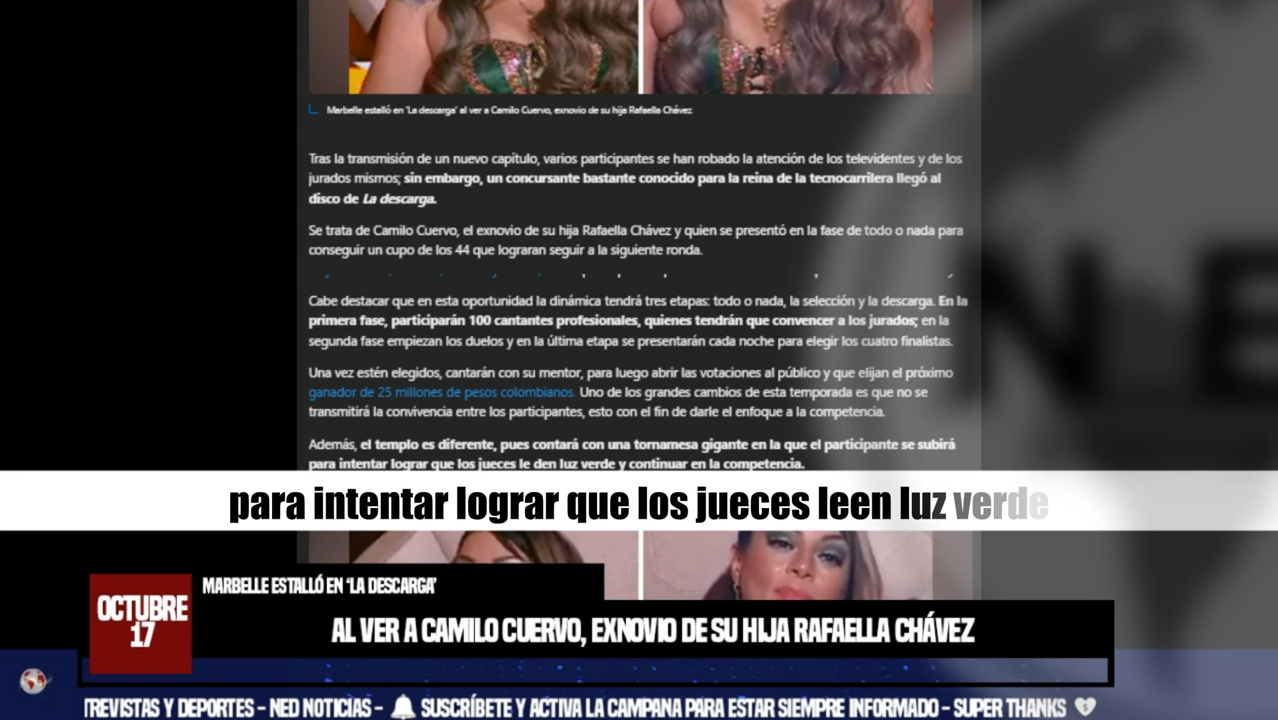 Marbelle estalló en 'La descarga' al ver a Camilo Cuervo, exnovio de su hija Rafaella Chávez
Tras la transmisión de un nuevo capítulo, varios participantes se han robado la atención de los televidentes y de los
jurados mismos; sin embargo, un concursante bastante conocido para la reina de la tecnocarrilera llegó al
disco de La descarga.
Se trata de Camilo Cuervo, el exnovio de su hija Rafaella Chávez y quien se presentó en la fase de todo o nada para
conseguir un cupo de los 44 que lograran seguir a la siguiente ronda.
Cabe destacar que en esta oportunidad la dinámica tendrá tres etapas: todo o nada, la selección y la descarga. En la
primera fase, participarán 100 cantantes profesionales, quienes tendrán que convencer a los jurados; en la
segunda fase empiezan los duelos y en la última etapa se presentarán cada noche para elegir los cuatro finalistas.
Una vez estén elegidos, cantarán con su mentor, para luego abrir las votaciones al público y que elijan el próximo
ganador de 25 millones de pesos colombianos. Uno de los grandes cambios de esta temporada es que no se
transmitirá la convivencia entre los participantes, esto con el fin de darle el enfoque a la competencia.
Además, el templo es diferente, pues contará con una tornamesa gigante en la que el participante se subirá
para intentar lograr que los jueces le den luz verde y continuar en la competencia.
para intentar lograr que los jueces leen luz verde
MARBELLE ESTALLÓ EN 'LA DESCARGA'
OCTUBRE
17
AL VER A CAMILO CUERVO, EXNOVIO DE SU HIJA RAFAELLA CHÁVEZ
TREVISTAS Y DEPORTES - NED NOTICIAS - SUSCRÍBETE Y ACTIVA LA CAMPANA PARA ESTAR SIEMPRE INFORMADO - SUPER THANKS
N E